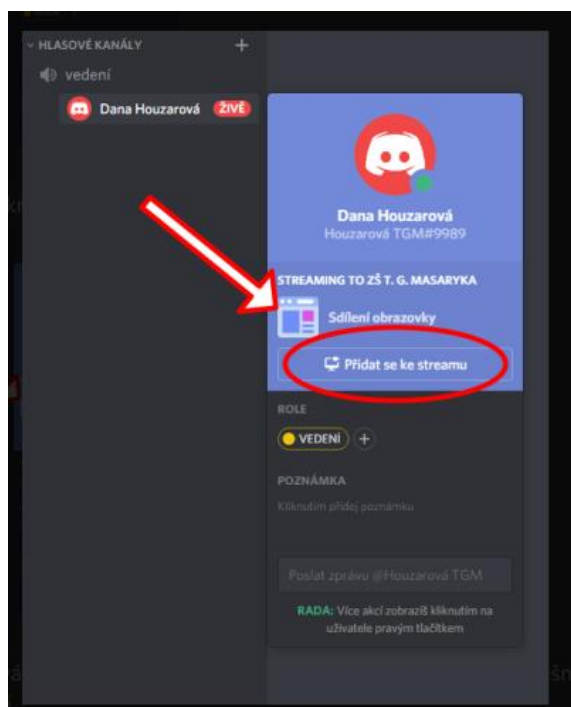 HLASOVÉ KANÁLY +
vedení
Dana Houzarová ŽIVĚ
Dana Houzarová
Houzarová TGM#9989
STREAMING TO ZŠ T. G. MASARYKA
Sdílení obrazovky
Přidat se ke streamu
ROLE
VEDENÍ +
POZNÁMKA
Kliknutím přidej poznámku
Poslat zprávu @Houzarová TGM
RADA: Více akcí zobrazíš kliknutím na
uživatele pravým tlačítkem